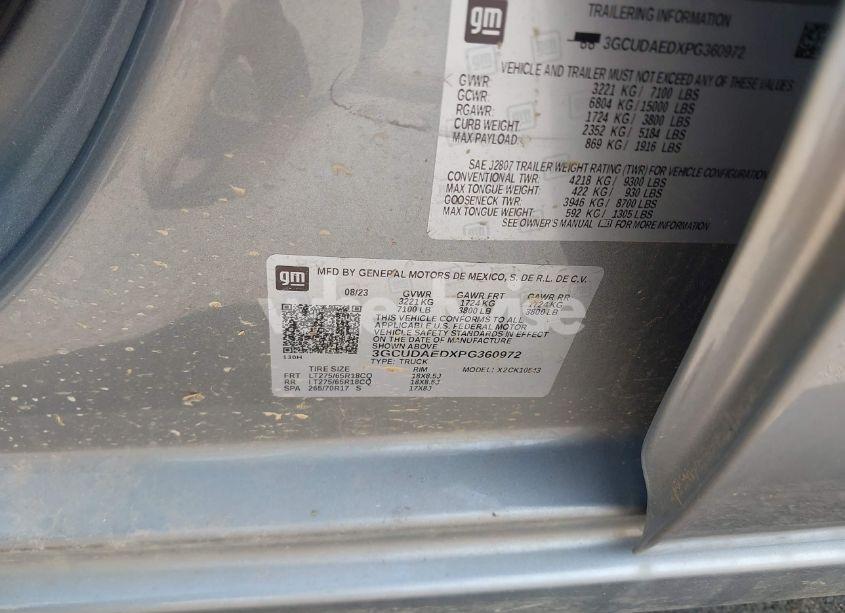 gm
TRAILERING INFORMATION
3GCUDAEDXPG360972
VEHICLE AND TRAILER MUST NOT EXCEED ANY OF THESE VALUES
GVWR: 3221 KG / 7100 LBS
GCWR: 6804 KG / 15000 LBS
RGAWR: 1724 KG / 3800 LBS
CURB WEIGHT: 2352 KG / 5184 LBS
MAX PAYLOAD: 869 KG / 1916 LBS
SAE J2807 TRAILER WEIGHT RATING (TWR) FOR VEHICLE CONFIGURATION
CONVENTIONAL TWR: 4218 KG / 9300 LBS
MAX TONGUE WEIGHT: 422 KG / 930 LBS
GOOSENECK TWR: 3946 KG / 8700 LBS
MAX TONGUE WEIGHT: 592 KG / 1305 LBS
SEE OWNER'S MANUAL FOR MORE INFORMATION
gm
MFD BY GENERAL MOTORS DE MEXICO, S. DE R.L. DE C.V.
08/23 GVWR GAWR FRT GAWR RR
3221 KG 1724 KG 1724 KG
7100 LB 3800 LB 3800 LB
THIS VEHICLE CONFORMS TO ALL
APPLICABLE U.S. FEDERAL MOTOR
VEHICLE SAFETY STANDARDS IN EFFECT
ON THE DATE OF MANUFACTURE
SHOWN ABOVE
3GCUDAEDXPG360972
TYPE: TRUCK MODEL:
TIRE SIZE RIM
FRT LT275/65R18CQ 18X8.5J
RR LT275/65R18CQ 18X8.5J
SPA 265/70R17 S 17X8J